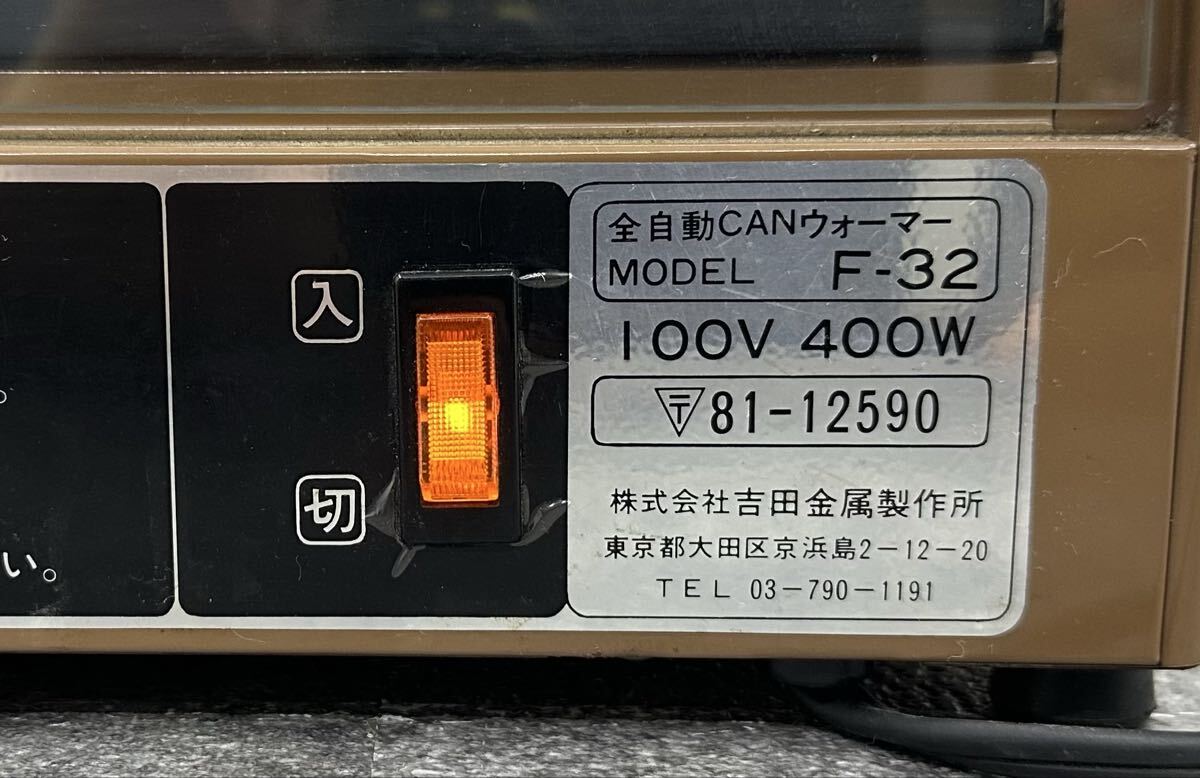 。
い。
入
切
全自動CANウォーマー
MODEL F-32
100V 400W
〒81-12590
株式会社吉田金属製作所
東京都大田区京浜島2-12-20
TEL 03-790-1191